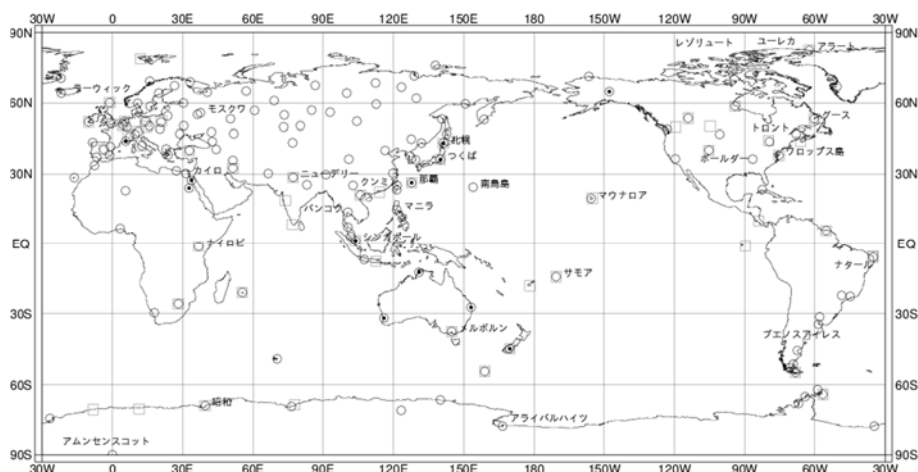 30W 0 30E 60E 90E 120E 150E 180 150W 120W 90W 60W 30W
90N 90N
レゾリュート ユーレカ アラート
ラーウィック
60N 60N
モスクワ
グース
トロント
札幌
つくば
ボールダー ワロップス島
カイロ ニューデリー
30N クンミン 那覇 南鳥島 30N
マウナロア
バンコク マニラ
EQ ナイロビ シンガポール EQ
サモア ナタール
30S 30S
メルボルン ブエノスアイレス
60S 60S
昭和
アライバルハイツ
アムンゼンスコット
90S 90S
30W 0 30E 60E 90E 120E 150E 180 150W 120W 90W 60W 30W